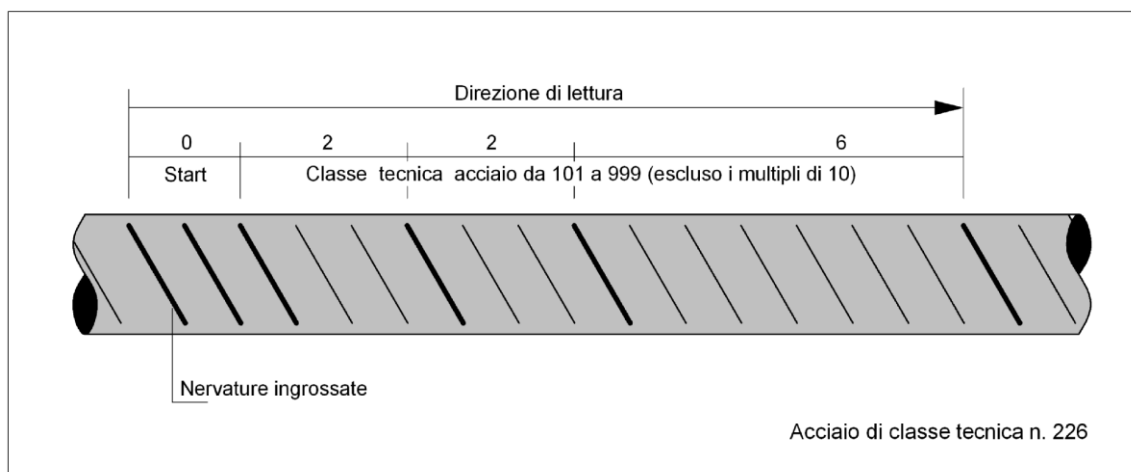 Direzione di lettura
0 2 2 6
Start Classe tecnica acciaio da 101 a 999 (escluso i multipli di 10)
Nervature ingrossate
Acciaio di classe tecnica n. 226